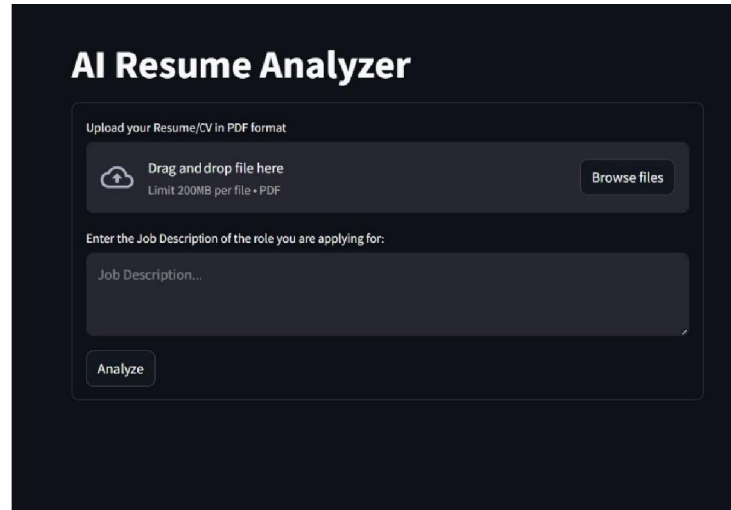 AI Resume Analyzer
Upload your Resume/CV in PDF format
Drag and drop file here
Limit 200MB per file • PDF
Browse files
Enter the Job Description of the role you are applying for:
Job Description...
Analyze